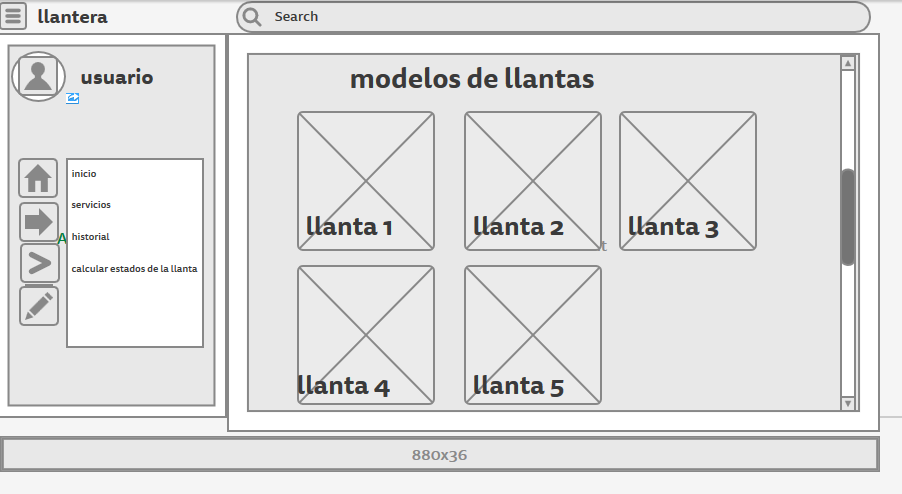 llantera
Search
usuario
inicio
servicios
A
historial
calcular estados de la llanta
modelos de llantas
llanta 1
llanta 2
llanta 3
t
llanta 4
llanta 5
880x36